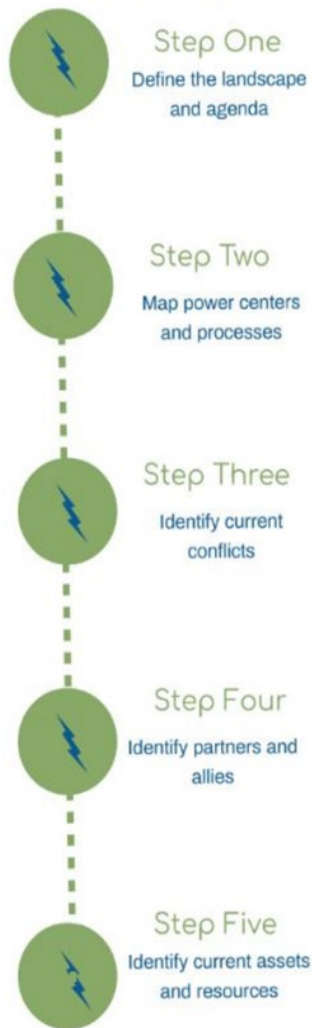 Step One
Define the landscape
and agenda
Step Two
Map power centers
and processes
Step Three
Identify current
conflicts
Step Four
Identify partners and
allies
Step Five
Identify current assets
and resources